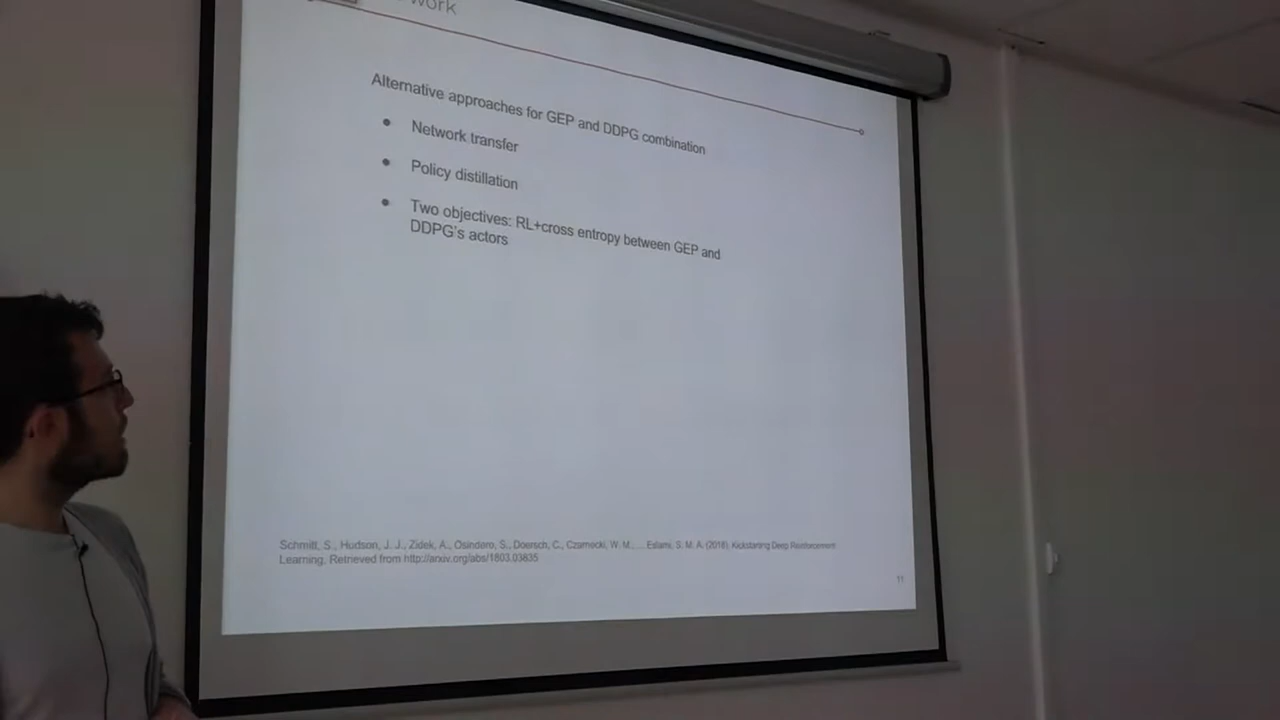 work
Alternative approaches for GEP and DDPG combination
● Network transfer
● Policy distillation
● Two objectives: RL+cross entropy between GEP and
DDPG's actors
Schmitt, S., Hudson, J. J., Zidek, A., Osindero, S., Doersch, C., Czarnecki, W. M., ... Eslami, S. M. A. (2018). Kickstarting Deep Reinforcement
Learning. Retrieved from http://arxiv.org/abs/1803.03835
11